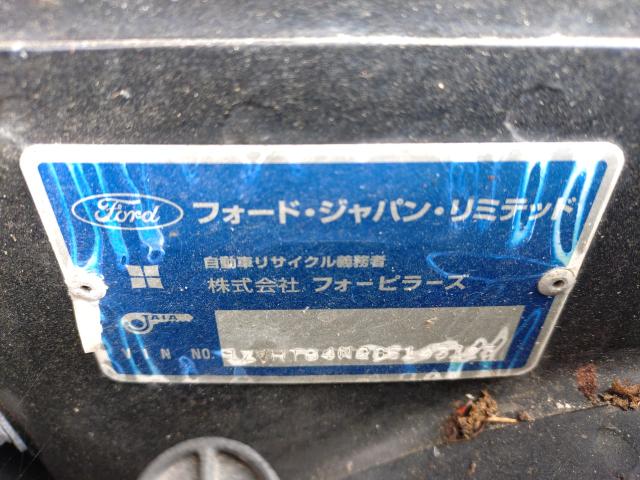 Ford フォード・ジャパン・リミテッド
自動車リサイクル義務者
株式会社 フォーピラーズ
JAIA
VIN NO.